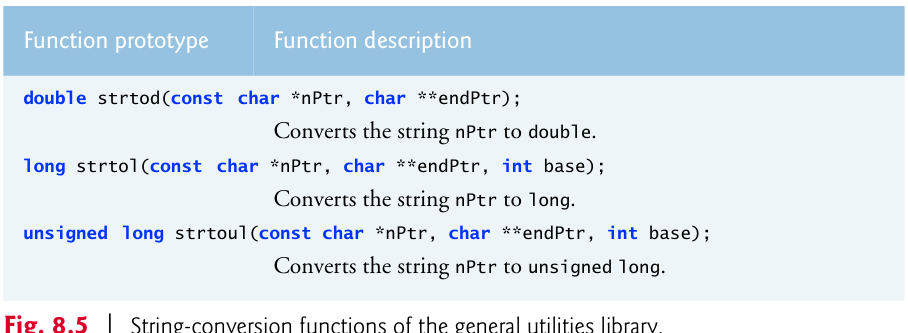 Function prototype Function description
double strtod(const char *nPtr, char **endPtr);
Converts the string nPtr to double.
long strtol(const char *nPtr, char **endPtr, int base);
Converts the string nPtr to long.
unsigned long strtoul(const char *nPtr, char **endPtr, int base);
Converts the string nPtr to unsigned long.
Fig. 8.5 | String-conversion functions of the general utilities library.